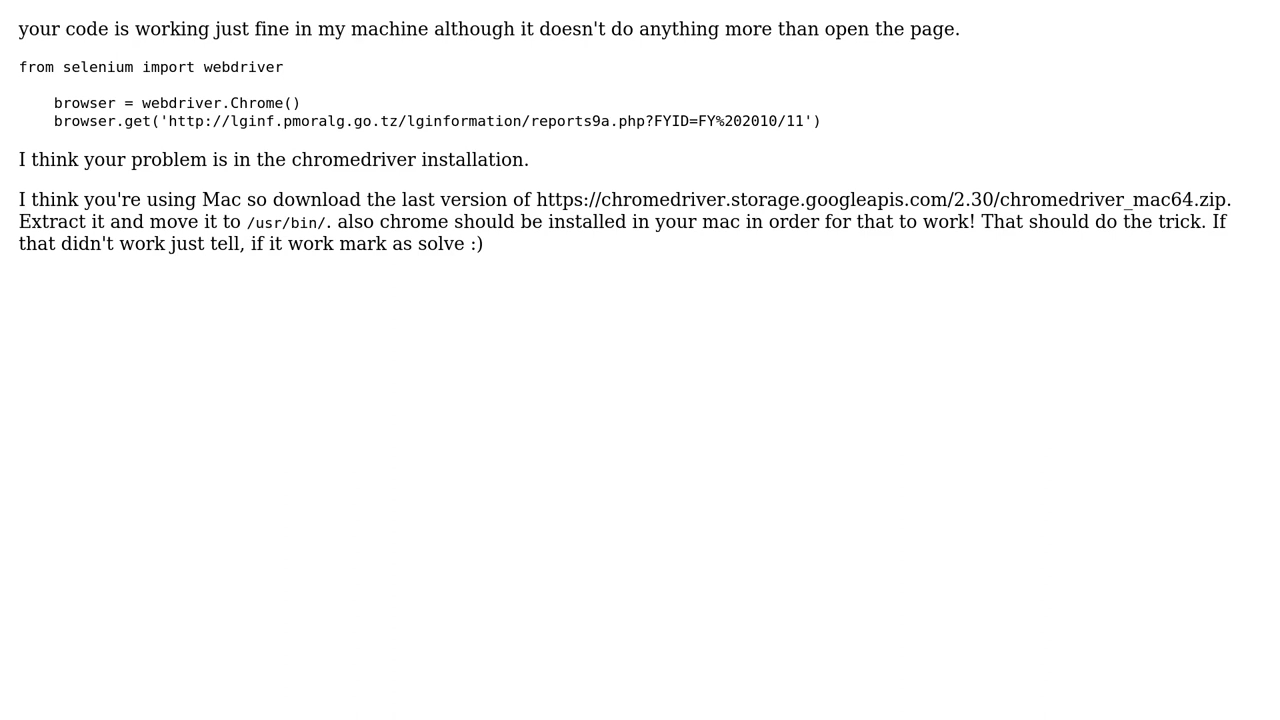 your code is working just fine in my machine although it doesn't do anything more than open the page.
from selenium import webdriver
    browser = webdriver.Chrome()
    browser.get('http://lginf.pmoralg.go.tz/lginformation/reports9a.php?FYID=FY%202010/11')
I think your problem is in the chromedriver installation.
I think you're using Mac so download the last version of https://chromedriver.storage.googleapis.com/2.30/chromedriver_mac64.zip.
Extract it and move it to /usr/bin/. also chrome should be installed in your mac in order for that to work! That should do the trick. If
that didn't work just tell, if it work mark as solve :)